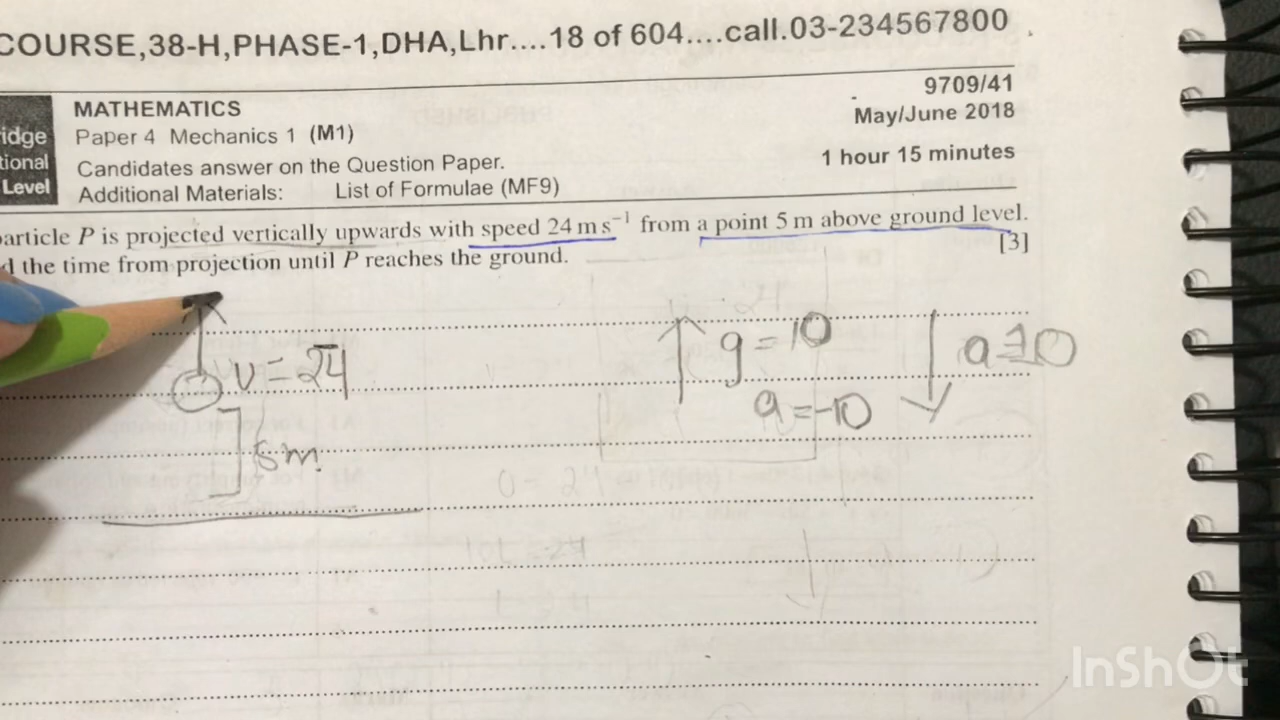 COURSE,38-H,PHASE-1,DHA,Lhr....18 of 604....call.03-234567800
9709/41
MATHEMATICS
May/June 2018
Paper 4 Mechanics 1 (M1)
1 hour 15 minutes
Candidates answer on the Question Paper.
Additional Materials: List of Formulae (MF9)
idge
tional
Level
article P is projected vertically upwards with speed 24 m s⁻¹ from a point 5 m above ground level.
d the time from projection until P reaches the ground. [3]
g = 10
a = 10
v = 24
a = -10
5m
InShOt